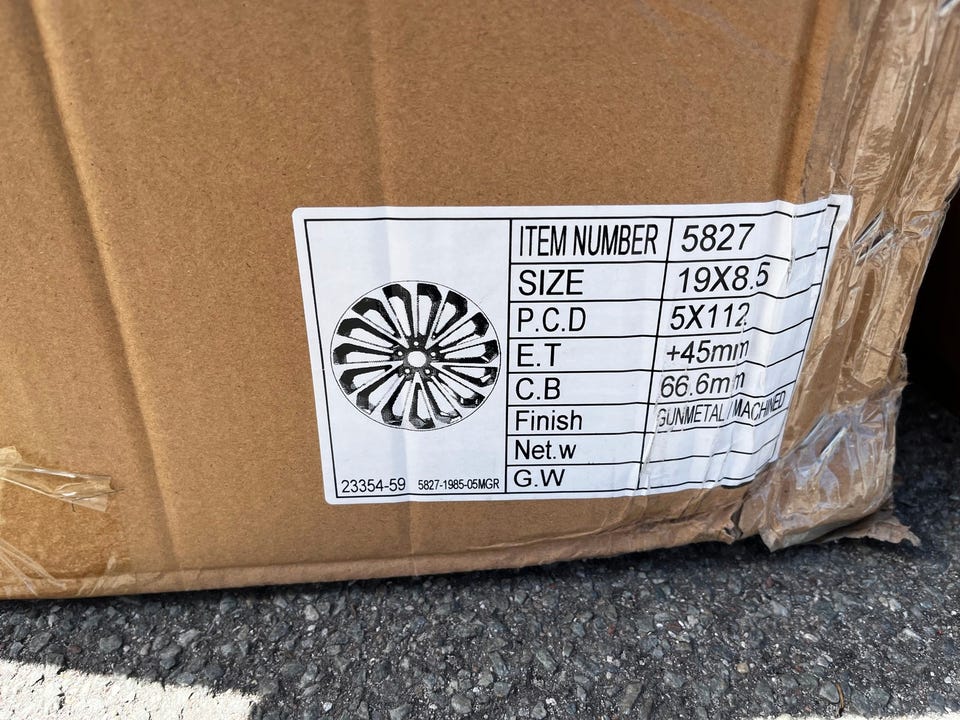 ITEM NUMBER 5827
SIZE 19X8.5
P.C.D 5X112
E.T +45mm
C.B 66.6mm
Finish GUNMETAL / MACHINED
Net.w
G.W
23354-59 5827-1985-05MGR